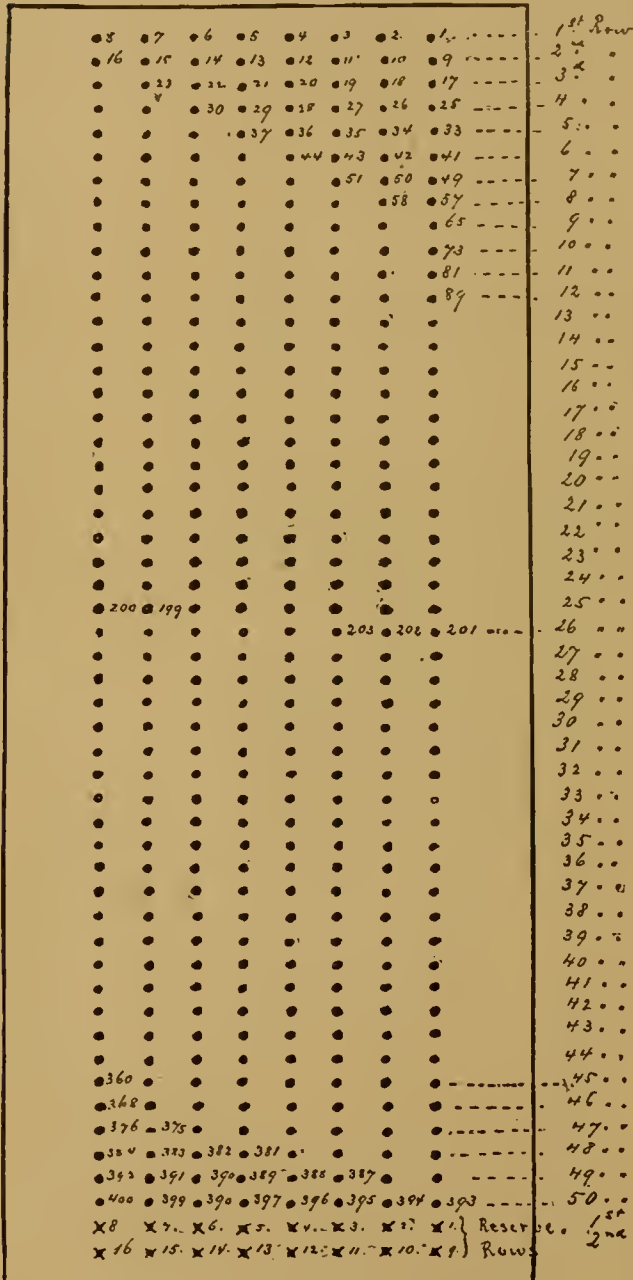 8 7 6 5 4 3 2 1 1st Row
16 15 14 13 12 11 10 9 2nd "
23 22 21 20 19 18 17 3d "
30 29 28 27 26 25 4 "
37 36 35 34 33 5 "
44 43 42 41 6 "
51 50 49 7 "
58 57 8 "
65 9 "
73 10 "
81 11 "
89 12 "
13 "
14 "
15 "
16 "
17 "
18 "
19 "
20 "
21 "
22 "
23 "
24 "
200 199 25 "
203 202 201 26 "
27 "
28 "
29 "
30 "
31 "
32 "
33 "
34 "
35 "
36 "
37 "
38 "
39 "
40 "
41 "
42 "
43 "
44 "
360 45 "
368 46 "
376 375 47 "
384 383 382 381 48 "
392 391 390 389 388 387 49 "
400 399 390 397 396 395 394 393 50 "
x8 x7 x6 x5 x4 x3 x2 x1 } Reserve 1st
x16 x15 x14 x13 x12 x11 x10 x9 } Rows 2nd